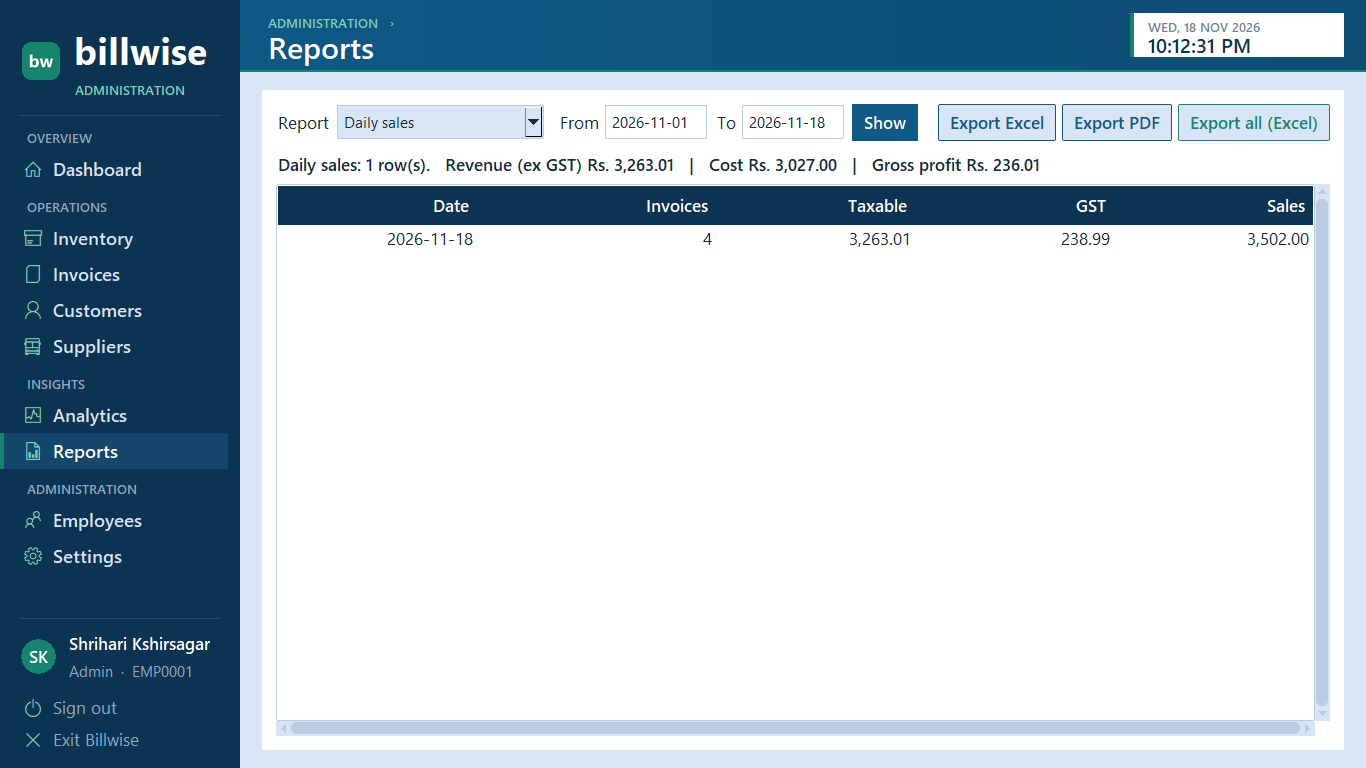 bw billwise
ADMINISTRATION
OVERVIEW
Dashboard
OPERATIONS
Inventory
Invoices
Customers
Suppliers
INSIGHTS
Analytics
Reports
ADMINISTRATION
Employees
Settings
SK Shrihari Kshirsagar
Admin · EMP0001
Sign out
Exit Billwise
ADMINISTRATION ›
Reports
WED, 18 NOV 2026
10:12:31 PM
Report Daily sales From 2026-11-01 To 2026-11-18 Show Export Excel Export PDF Export all (Excel)
Daily sales: 1 row(s). Revenue (ex GST) Rs. 3,263.01 | Cost Rs. 3,027.00 | Gross profit Rs. 236.01
Date Invoices Taxable GST Sales
2026-11-18 4 3,263.01 238.99 3,502.00